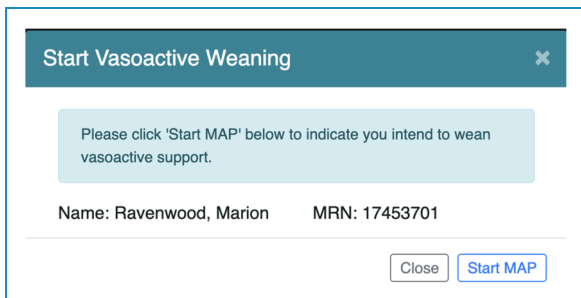 Start Vasoactive Weaning ×
Please click 'Start MAP' below to indicate you intend to wean
vasoactive support.
Name: Ravenwood, Marion MRN: 17453701
Close Start MAP